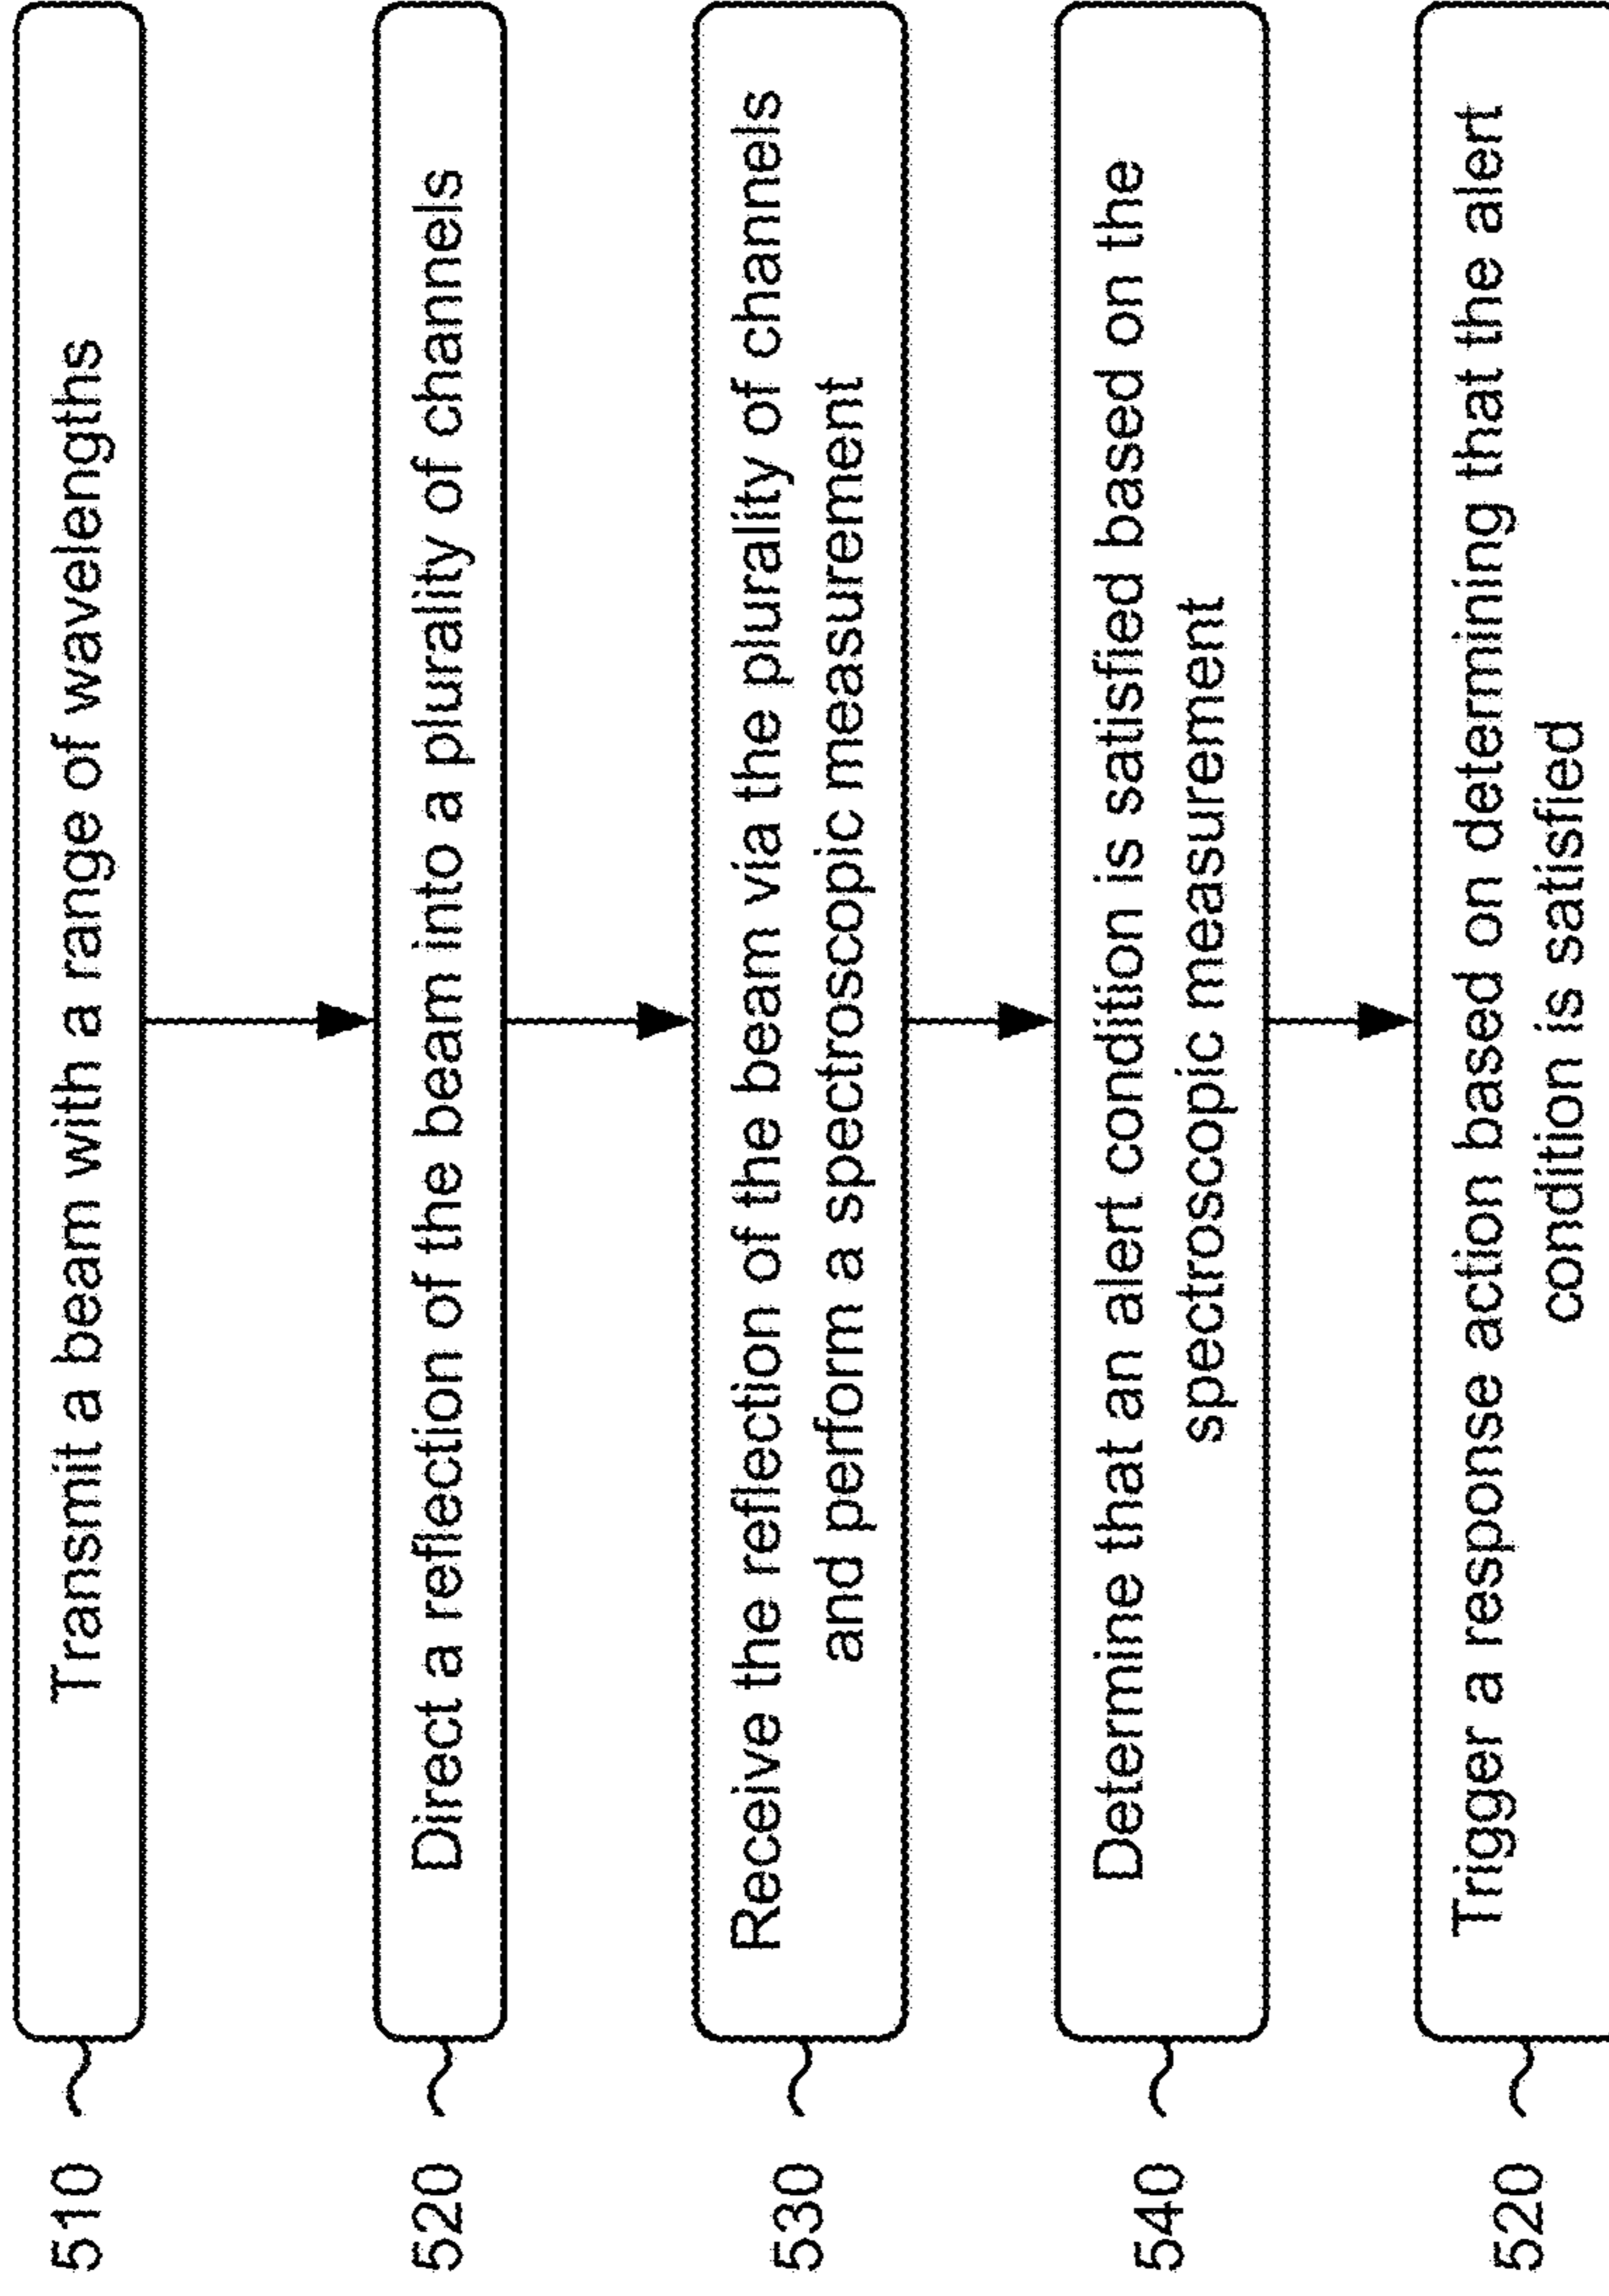 510
Transmit a beam with a range of wavelengths
520
Direct a reflection of the beam into a plurality of channels
530
Receive the reflection of the beam via the plurality of channels
and perform a spectroscopic measurement
540
Determine that an alert condition is satisfied based on the
spectroscopic measurement
520
Trigger a response action based on determining that the alert
condition is satisfied